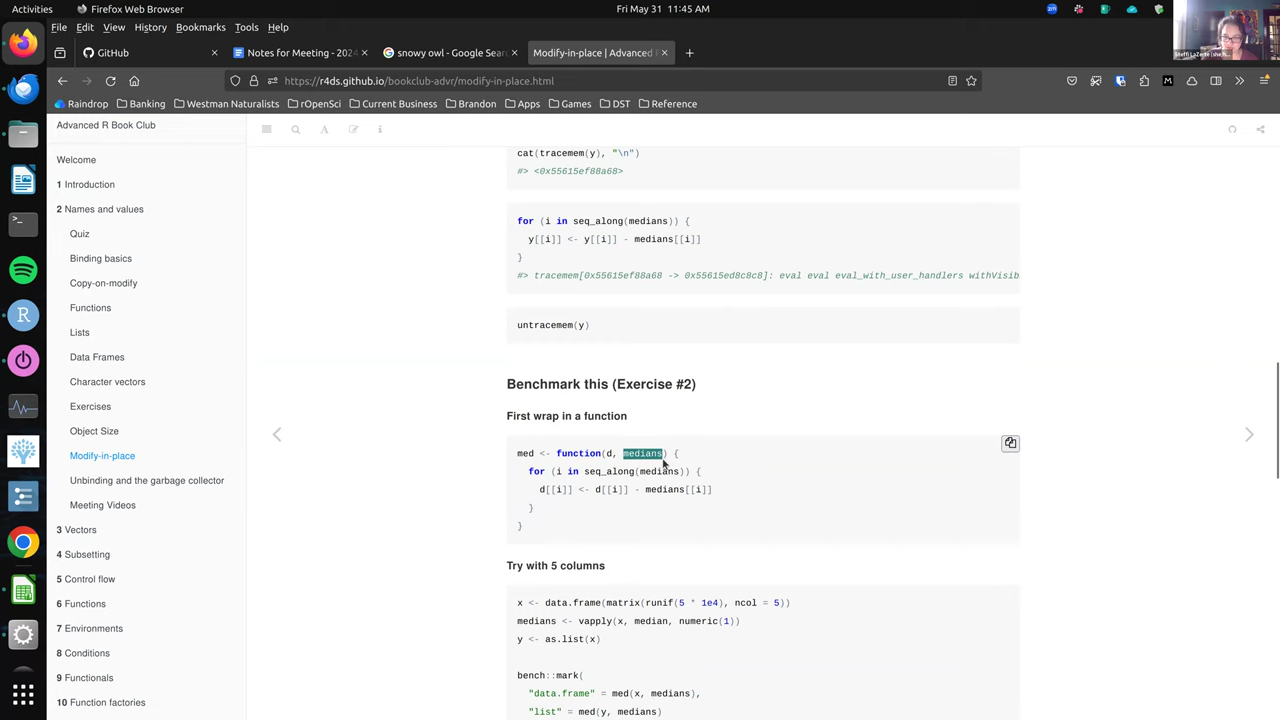 Activities
Firefox Web Browser
Fri May 31 11:45 AM
File Edit View History Bookmarks Tools Help
GitHub
Notes for Meeting - 2024
snowy owl - Google Sear
Modify-in-place | Advanced
https://r4ds.github.io/bookclub-advr/modify-in-place.html
Raindrop Banking Westman Naturalists rOpenSci Current Business Brandon Apps Games DST Reference
Advanced R Book Club
Welcome
1 Introduction
2 Names and values
Quiz
Binding basics
Copy-on-modify
Functions
Lists
Data Frames
Character vectors
Exercises
Object Size
Modify-in-place
Unbinding and the garbage collector
Meeting Videos
3 Vectors
4 Subsetting
5 Control flow
6 Functions
7 Environments
8 Conditions
9 Functionals
10 Function factories
cat(tracemem(y), "\n")
#> <0x55615ef88a68>
for (i in seq_along(medians)) {
y[[i]] <- y[[i]] - medians[[i]]
}
#> tracemem[0x55615ef88a68 -> 0x55615ed8c8c8]: eval eval eval_with_user_handlers withVisib
untracemem(y)
Benchmark this (Exercise #2)
First wrap in a function
med <- function(d, medians) {
for (i in seq_along(medians)) {
d[[i]] <- d[[i]] - medians[[i]]
}
}
Try with 5 columns
x <- data.frame(matrix(runif(5 * 1e4), ncol = 5))
medians <- vapply(x, median, numeric(1))
y <- as.list(x)
bench::mark(
"data.frame" = med(x, medians),
"list" = med(y, medians)